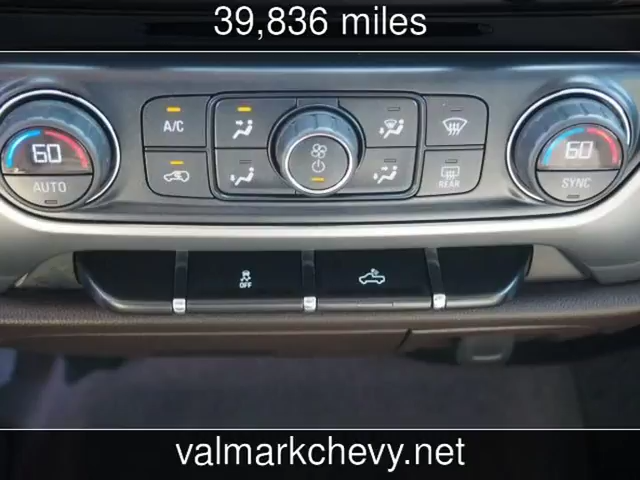 39,836 miles
60
A/C
60
AUTO
REAR
SYNC
OFF
valmarkchevy.net